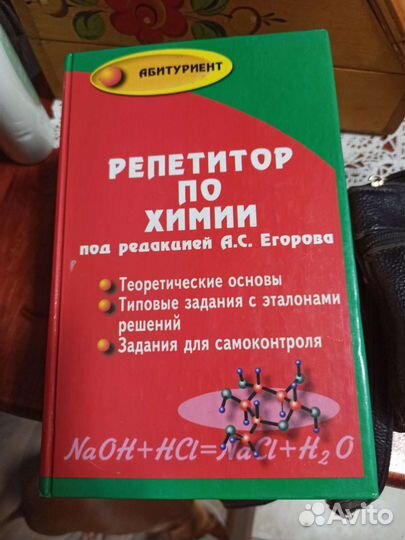 АБИТУРИЕНТ
РЕПЕТИТОР
ПО
ХИМИИ
под редакцией А.С. Егорова
Теоретические основы
Типовые задания с эталонами
решений
Задания для самоконтроля
NaOH+HCl=NaCl+H₂O
Avito